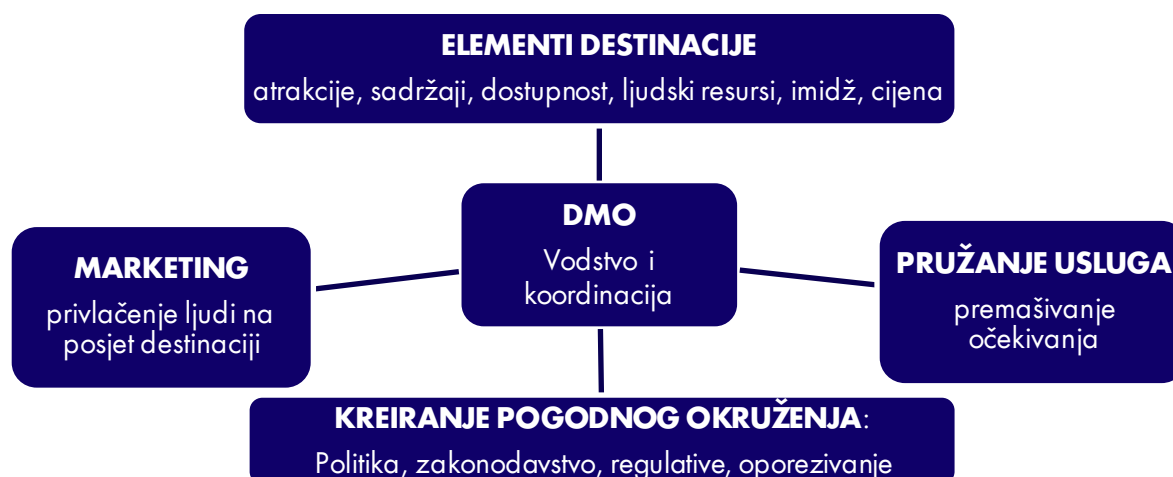 ELEMENTI DESTINACIJE
atrakcije, sadržaji, dostupnost, ljudski resursi, imidž, cijena
DMO
Vodstvo i
koordinacija
MARKETING
privlačenje ljudi na
posjet destinaciji
PRUŽANJE USLUGA
premašivanje
očekivanja
KREIRANJE POGODNOG OKRUŽENJA:
Politika, zakonodavstvo, regulative, oporezivanje